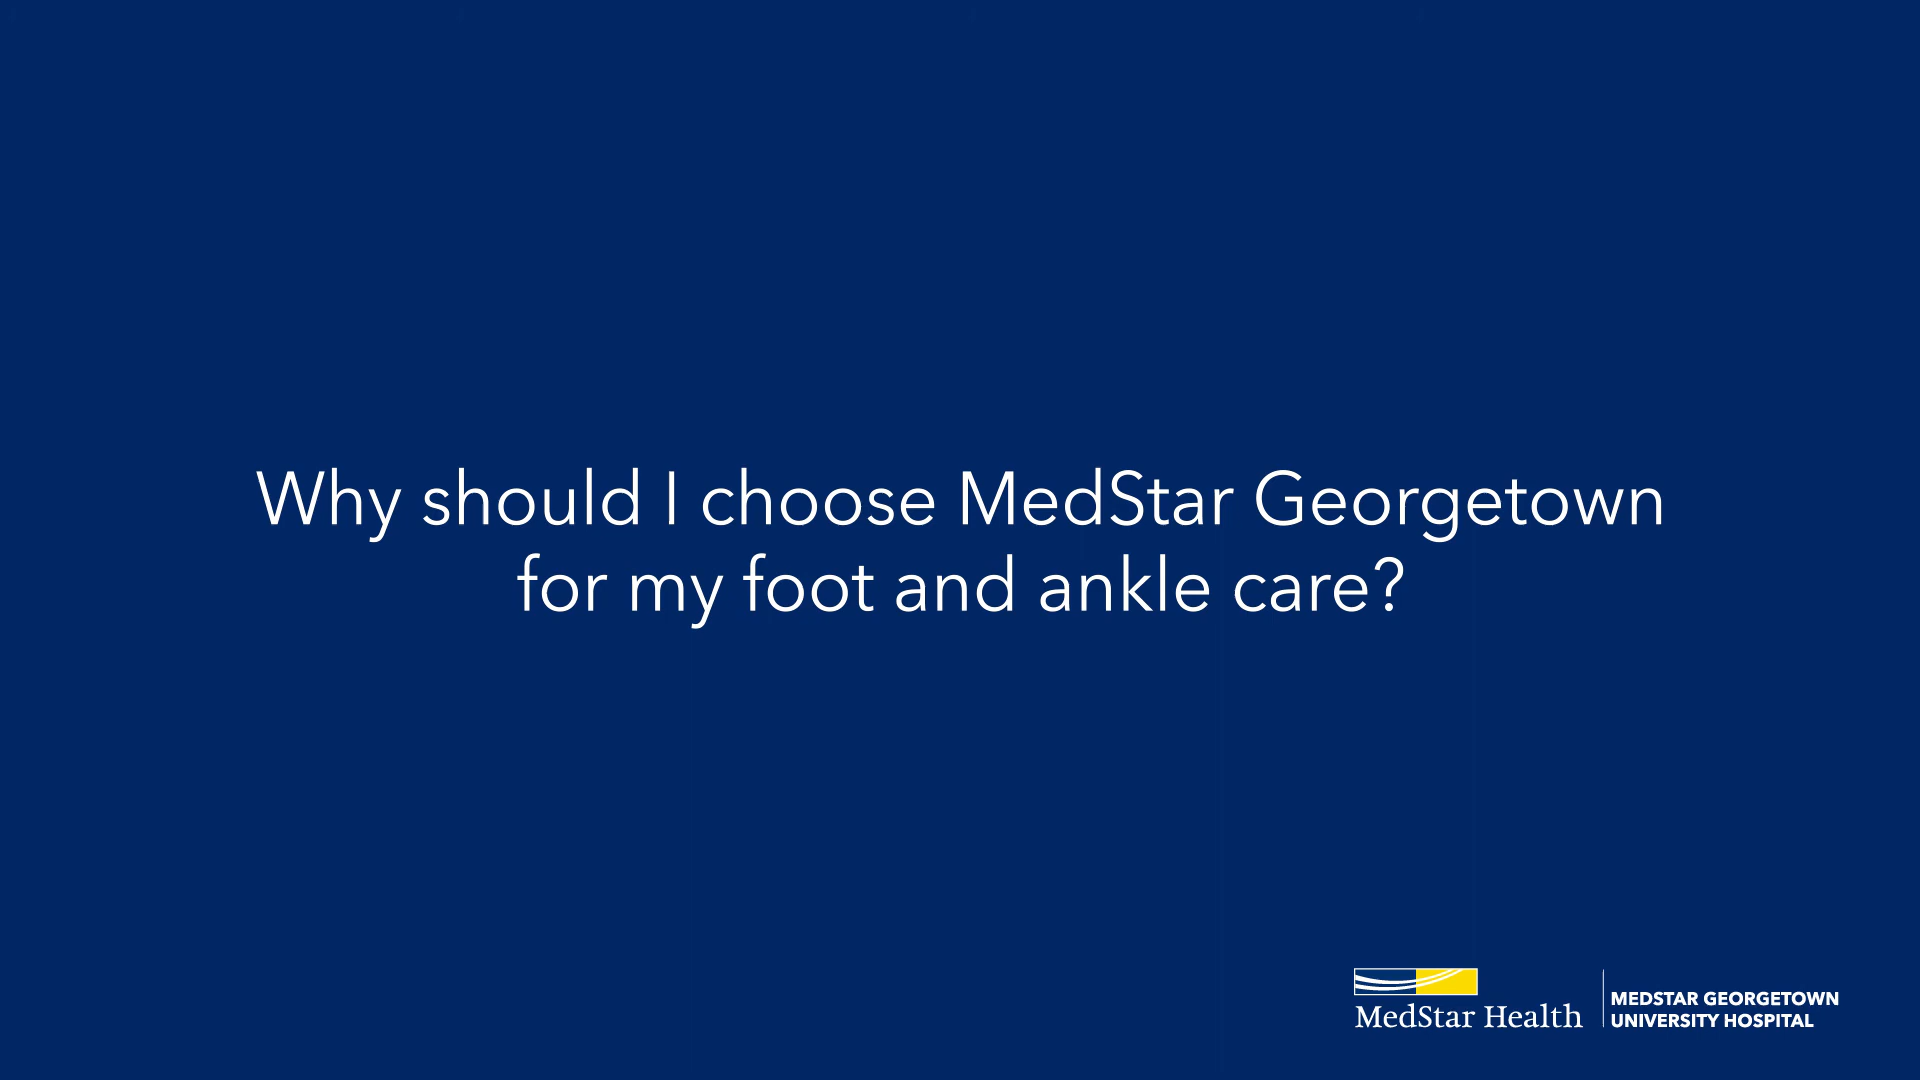 Why should I choose MedStar Georgetown
for my foot and ankle care?
MedStar Health
MEDSTAR GEORGETOWN
UNIVERSITY HOSPITAL